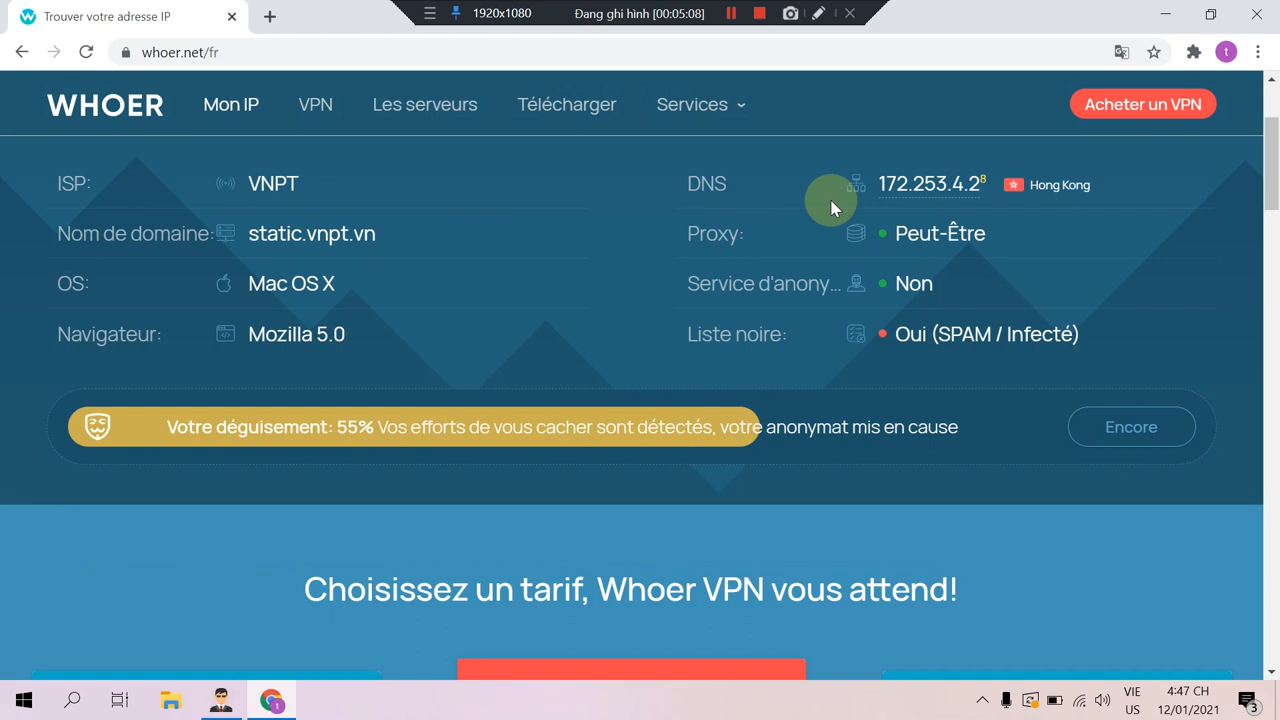 Trouver votre adresse IP
1920x1080
Đang ghi hình [00:05:08]
whoer.net/fr
t
WHOER
Mon IP
VPN
Les serveurs
Télécharger
Services
Acheter un VPN
ISP:
VNPT
DNS
172.253.4.2⁸
Hong Kong
Nom de domaine:
static.vnpt.vn
Proxy:
Peut-Être
OS:
Mac OS X
Service d'anony...
Non
Navigateur:
Mozilla 5.0
Liste noire:
Oui (SPAM / Infecté)
Votre déguisement: 55% Vos efforts de vous cacher sont détectés, votre anonymat mis en cause
Encore
Choisissez un tarif, Whoer VPN vous attend!
t
VIE
US
4:47 CH
12/01/2021
3